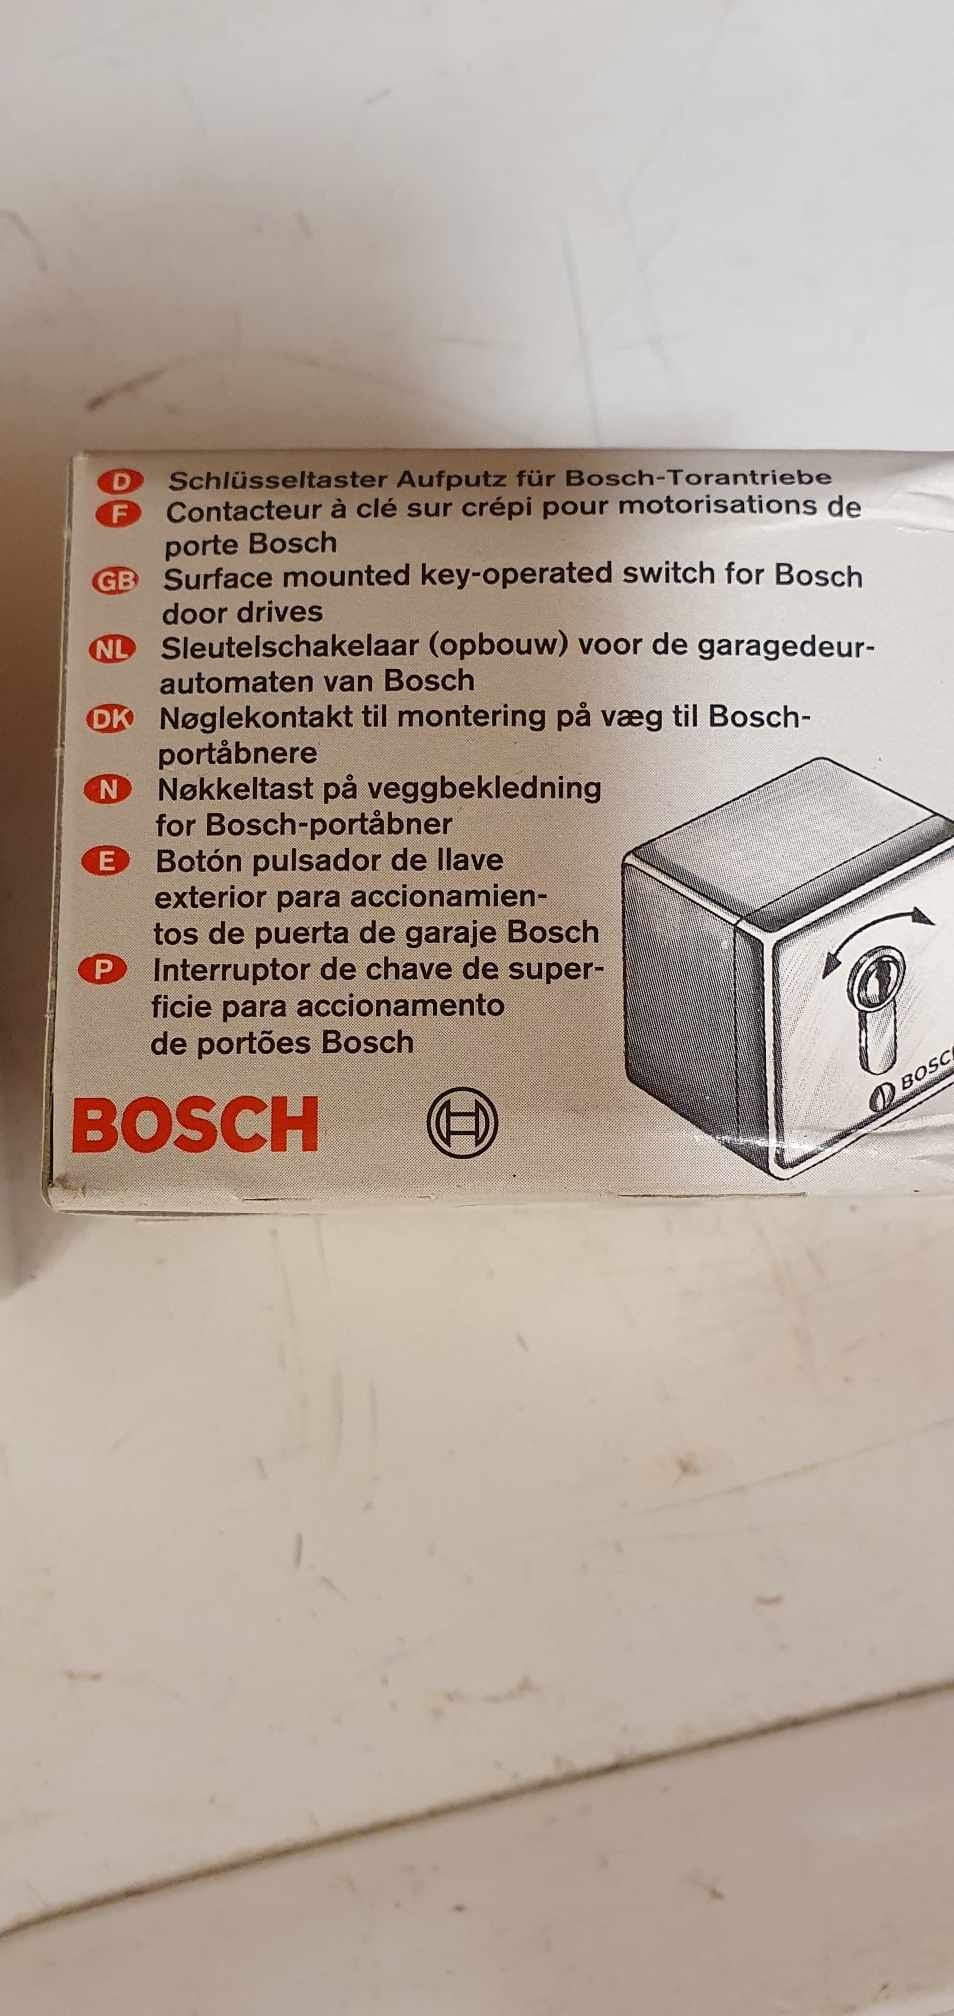 D Schlüsseltaster Aufputz für Bosch-Torantriebe
F Contacteur à clé sur crépi pour motorisations de
porte Bosch
GB Surface mounted key-operated switch for Bosch
door drives
NL Sleutelschakelaar (opbouw) voor de garagedeur-
automaten van Bosch
DK Nøglekontakt til montering på væg til Bosch-
portåbnere
N Nøkkeltast på veggbekledning
for Bosch-portåbner
E Botón pulsador de llave
exterior para accionamien-
tos de puerta de garaje Bosch
P Interruptor de chave de super-
ficie para accionamento
de portões Bosch
BOSCH
BOSC